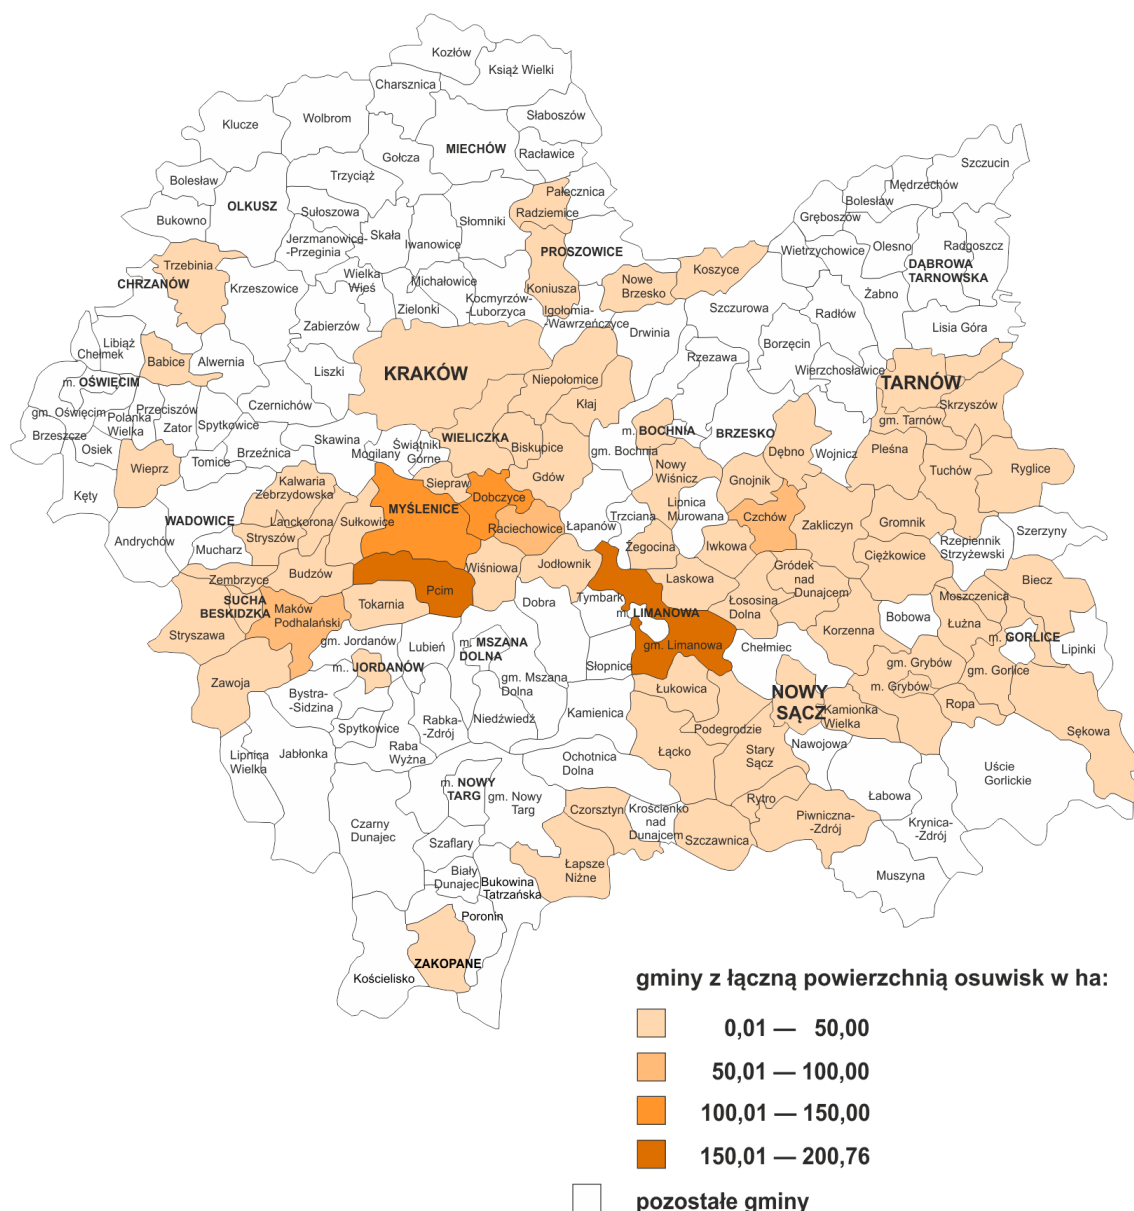 Kozłów
Książ Wielki
Charsznica
Słaboszów
Klucze
Wolbrom
MIECHÓW
Racławice
Gołcza
Szczucin
Trzyciąż
Bolesław
Mędrzechów
Pałecznica
Bolesław
OLKUSZ
Sułoszowa
Radziemice
Gręboszów
Bukowno
Słomniki
Skała
Jerzmanowice-
-Przeginia
Iwanowice
Olesno
Radgoszcz
PROSZOWICE
Wietrzychowice
Trzebinia
DĄBROWA
TARNOWSKA
Koszyce
Wielka
Wieś
Michałowice
Nowe
Brzesko
CHRZANÓW
Krzeszowice
Koniusza
Żabno
Kocmyrzów-
-Luborzyca
Zielonki
Igołomia-
-Wawrzeńczyce
Szczurowa
Radłów
Zabierzów
Drwinia
Lisia Góra
Libiąż
Chełmek
Babice
Alwernia
Borzęcin
Rzezawa
Liszki
KRAKÓW
Wierzchosławice
m. OŚWIĘCIM
Niepołomice
TARNÓW
Kłaj
Skrzyszów
gm. Oświęcim
Przeciszów
Czernichów
Polanka
Wielka
Zator
Spytkowice
gm. Tarnów
Brzeszcze
m. BOCHNIA
BRZESKO
Skawina
WIELICZKA
Świątniki
Górne
Biskupice
gm. Bochnia
Dębno
Wojnicz
Pleśna
Osiek
Brzeźnica
Mogilany
Tomice
Wieprz
Nowy
Wiśnicz
Tuchów
Ryglice
Gdów
Gnojnik
Kalwaria
Zebrzydowska
Siepraw
Kęty
Dobczyce
Lipnica
Murowana
MYŚLENICE
Trzciana
Czchów
WADOWICE
Lanckorona
Sułkowice
Raciechowice
Łapanów
Zakliczyn
Gromnik
Szerzyny
Stryszów
Andrychów
Rzepiennik
Strzyżewski
Mucharz
Żegocina
Iwkowa
Ciężkowice
Jodłownik
Wiśniowa
Gródek
nad
Dunajcem
Budzów
Zembrzyce
Laskowa
Biecz
Pcim
Moszczenica
SUCHA
BESKIDZKA
Tymbark
Dobra
Łososina
Dolna
Maków
Podhalański
Tokarnia
m. LIMANOWA
Bobowa
Łużna
Korzenna
Stryszawa
gm. Jordanów
Lubień
m. MSZANA
DOLNA
gm. Limanowa
Chełmiec
m. GORLICE
Lipinki
m.. JORDANÓW
Słopnice
gm. Grybów
gm. Gorlice
gm. Mszana
Dolna
Zawoja
Łukowica
NOWY
SĄCZ
m. Grybów
Bystra-
-Sidzina
Ropa
Kamienica
Kamionka
Wielka
Rabka-
-Zdrój
Niedźwiedź
Spytkowice
Podegrodzie
Sękowa
Raba
Wyżna
Nawojowa
Lipnica
Wielka
Jabłonka
Łącko
Stary
Sącz
Ochotnica
Dolna
Uście
Gorlickie
m. NOWY
TARG
gm. Nowy
Targ
Łabowa
Rytro
Czorsztyn
Krościenko
nad
Dunajcem
Piwniczna-
-Zdrój
Krynica-
-Zdrój
Czarny
Dunajec
Szczawnica
Szaflary
Łapsze
Niżne
Biały
Dunajec
Muszyna
Bukowina
Tatrzańska
Poronin
ZAKOPANE
Kościelisko
gminy z łączną powierzchnią osuwisk w ha:
0,01 — 50,00
50,01 — 100,00
100,01 — 150,00
150,01 — 200,76
pozostałe gminy